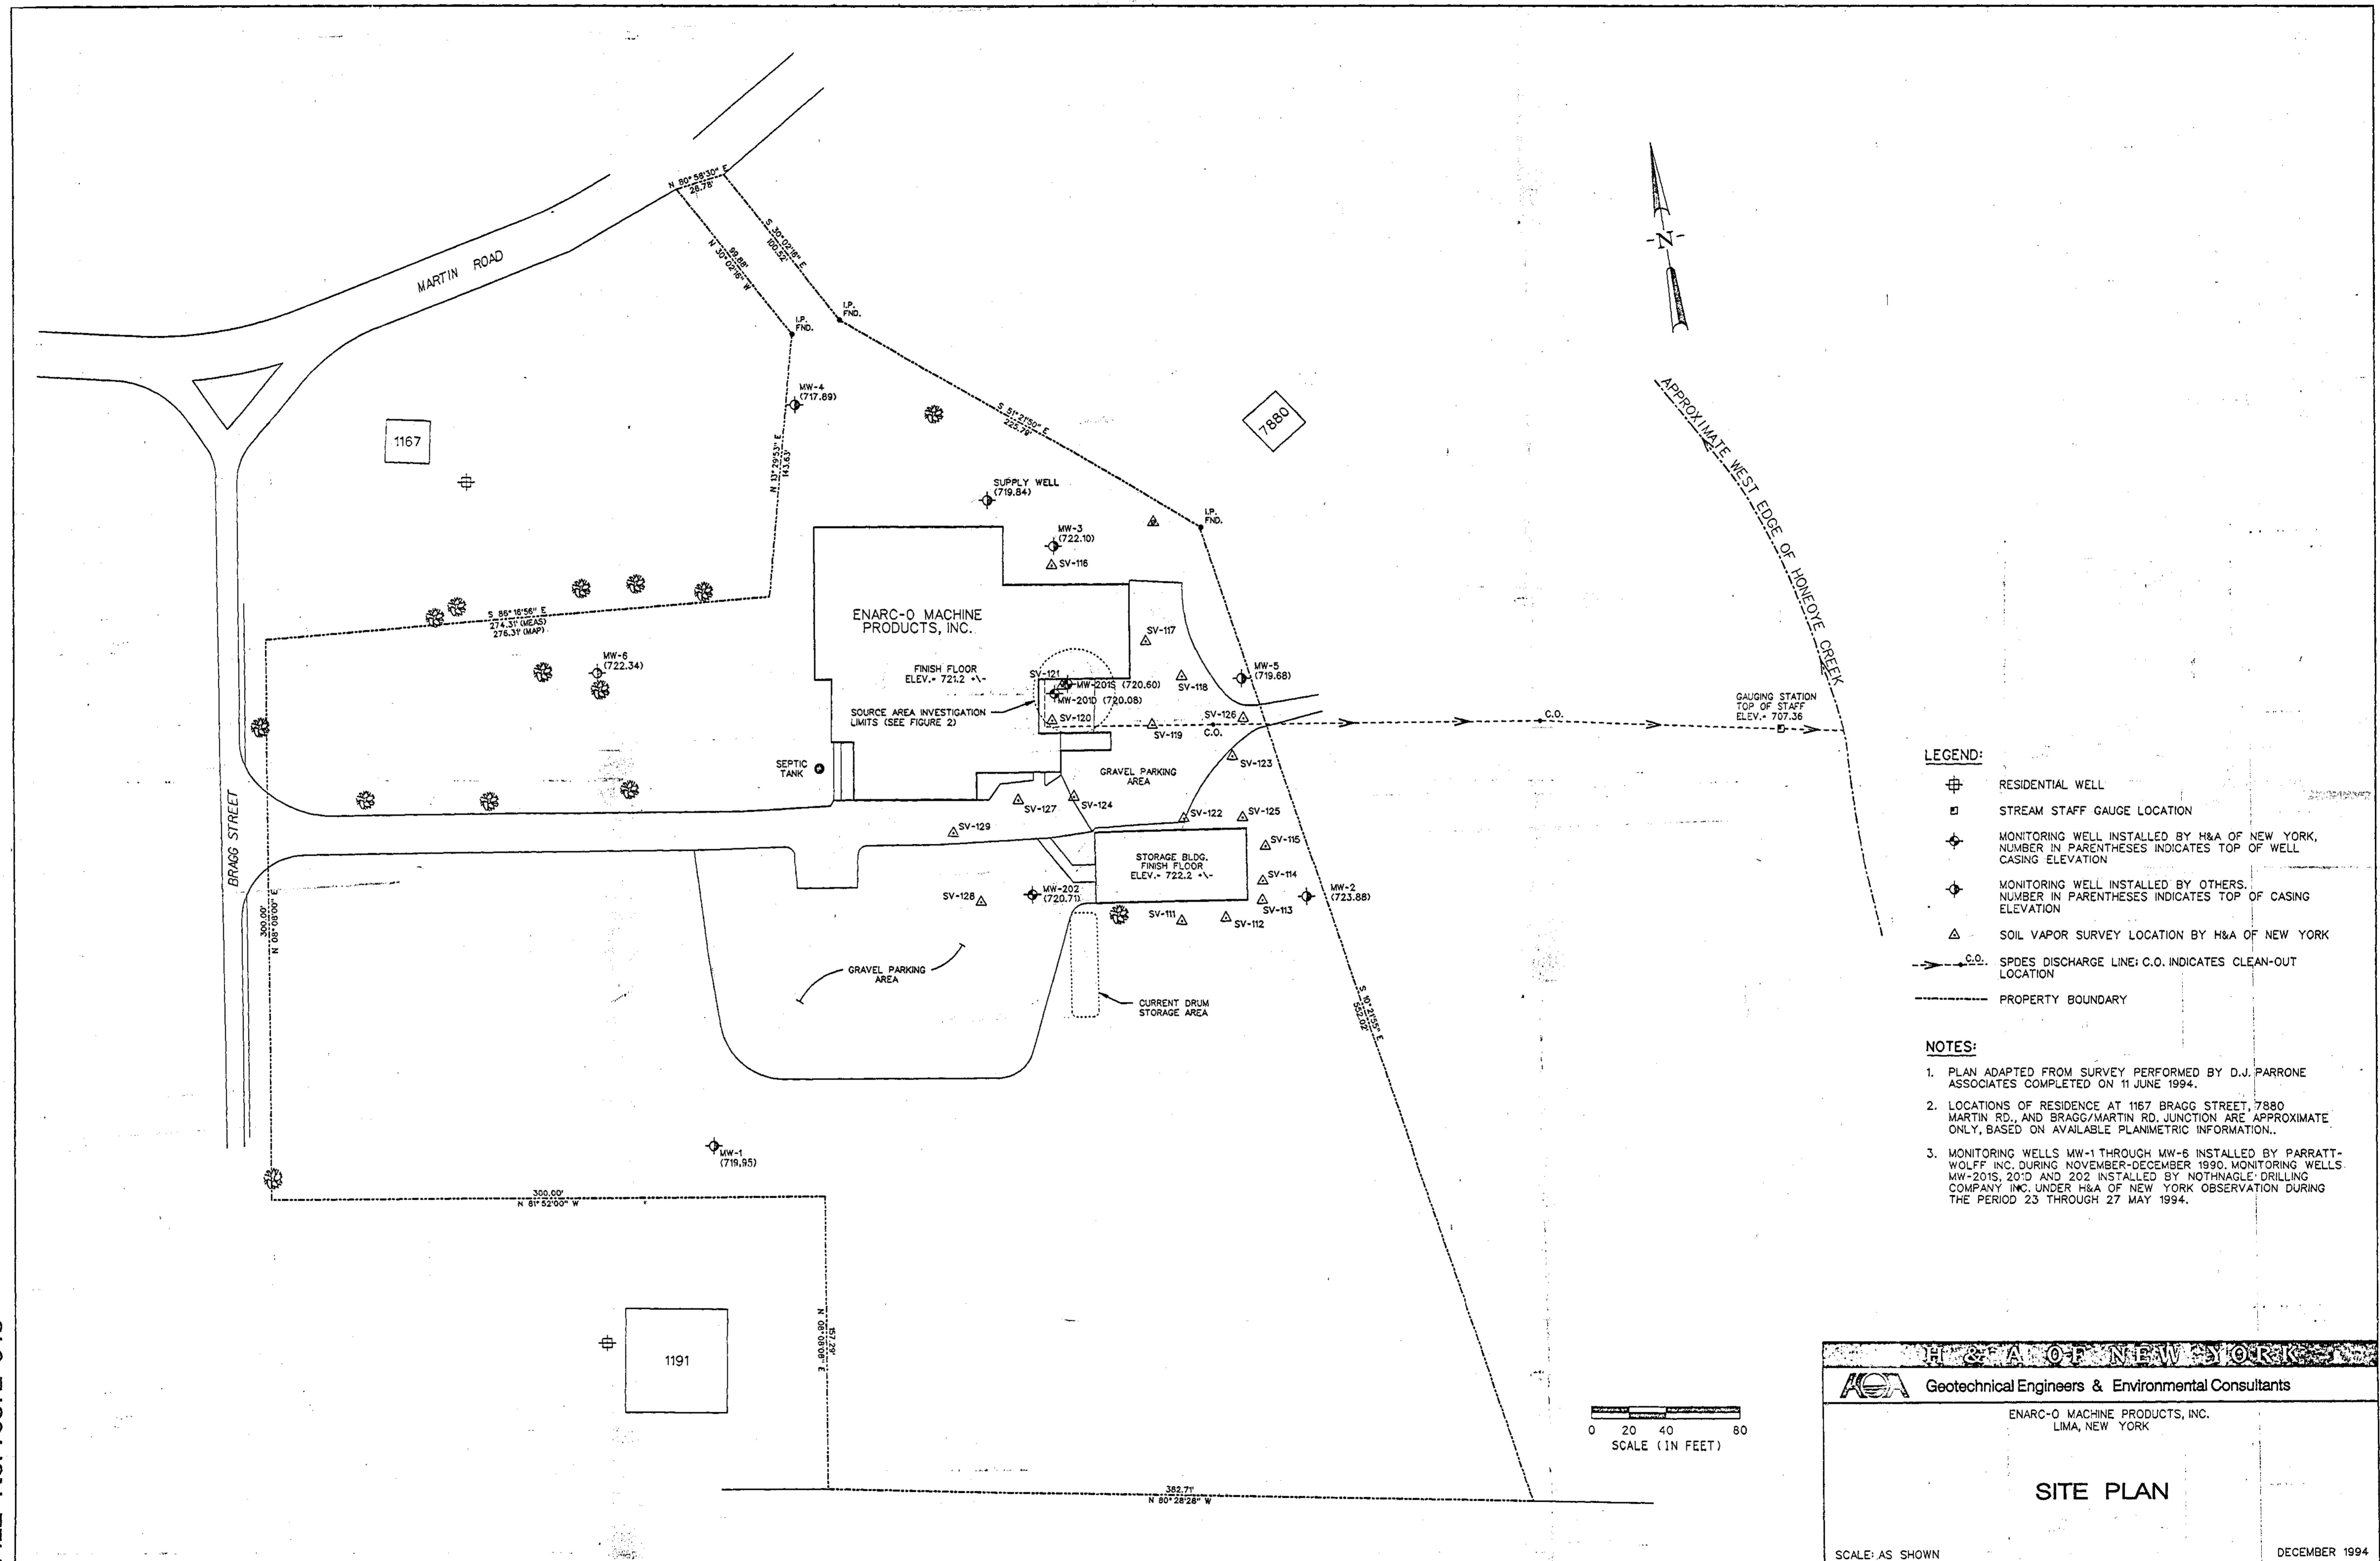 N 80° 58'30" E
28.78'
S 30° 02'16" E
100.52'
99.88'
N 30° 02'16" W
MARTIN ROAD
I.P.
FND.
I.P.
FND.
MW-4
(717.89)
1167
S 51° 21'50" E
225.79'
7880
N 13° 29'53" E
143.63'
SUPPLY WELL
(719.84)
I.P.
FND.
MW-3
(722.10)
SV-116
-N-
APPROXIMATE WEST EDGE OF HONEOYE CREEK
ENARC-O MACHINE
PRODUCTS, INC.
S 86° 16'56" E
274.31' (MEAS)
276.31' (MAP)
SV-117
MW-6
(722.34)
FINISH FLOOR
ELEV.= 721.2 +\-
SV-121
MW-201S (720.60)
MW-201D (720.08)
SV-118
MW-5
(719.68)
SOURCE AREA INVESTIGATION
LIMITS (SEE FIGURE 2)
SV-120
SV-119
C.O.
SV-126
C.O.
GAUGING STATION
TOP OF STAFF
ELEV.= 707.36
SEPTIC
TANK
GRAVEL PARKING
AREA
SV-123
SV-127
SV-124
SV-122
SV-125
SV-129
SV-115
BRAGG STREET
STORAGE BLDG.
FINISH FLOOR
ELEV.= 722.2 +\-
SV-114
SV-128
MW-202
(720.71)
MW-2
(723.88)
SV-113
SV-111
SV-112
300.00'
N 08° 08'00" E
GRAVEL PARKING
AREA
CURRENT DRUM
STORAGE AREA
S 10° 21'55" E
552.02'
MW-1
(719.95)
300.00'
N 81° 52'00" W
157.29'
N 08° 08'08" E
1191
382.71'
N 80° 28'28" W
0 20 40 80
SCALE (IN FEET)
LEGEND:
RESIDENTIAL WELL
STREAM STAFF GAUGE LOCATION
MONITORING WELL INSTALLED BY H&A OF NEW YORK,
NUMBER IN PARENTHESES INDICATES TOP OF WELL
CASING ELEVATION
MONITORING WELL INSTALLED BY OTHERS.
NUMBER IN PARENTHESES INDICATES TOP OF CASING
ELEVATION
SOIL VAPOR SURVEY LOCATION BY H&A OF NEW YORK
C.O. SPDES DISCHARGE LINE; C.O. INDICATES CLEAN-OUT
LOCATION
PROPERTY BOUNDARY
NOTES:
1. PLAN ADAPTED FROM SURVEY PERFORMED BY D.J. PARRONE
ASSOCIATES COMPLETED ON 11 JUNE 1994.
2. LOCATIONS OF RESIDENCE AT 1167 BRAGG STREET, 7880
MARTIN RD., AND BRAGG/MARTIN RD. JUNCTION ARE APPROXIMATE
ONLY, BASED ON AVAILABLE PLANIMETRIC INFORMATION..
3. MONITORING WELLS MW-1 THROUGH MW-6 INSTALLED BY PARRATT-
WOLFF INC. DURING NOVEMBER-DECEMBER 1990. MONITORING WELLS
MW-201S, 201D AND 202 INSTALLED BY NOTHNAGLE DRILLING
COMPANY INC. UNDER H&A OF NEW YORK OBSERVATION DURING
THE PERIOD 23 THROUGH 27 MAY 1994.
H & A OF NEW YORK
Geotechnical Engineers & Environmental Consultants
ENARC-O MACHINE PRODUCTS, INC.
LIMA, NEW YORK
SITE PLAN
SCALE: AS SHOWN
DECEMBER 1994